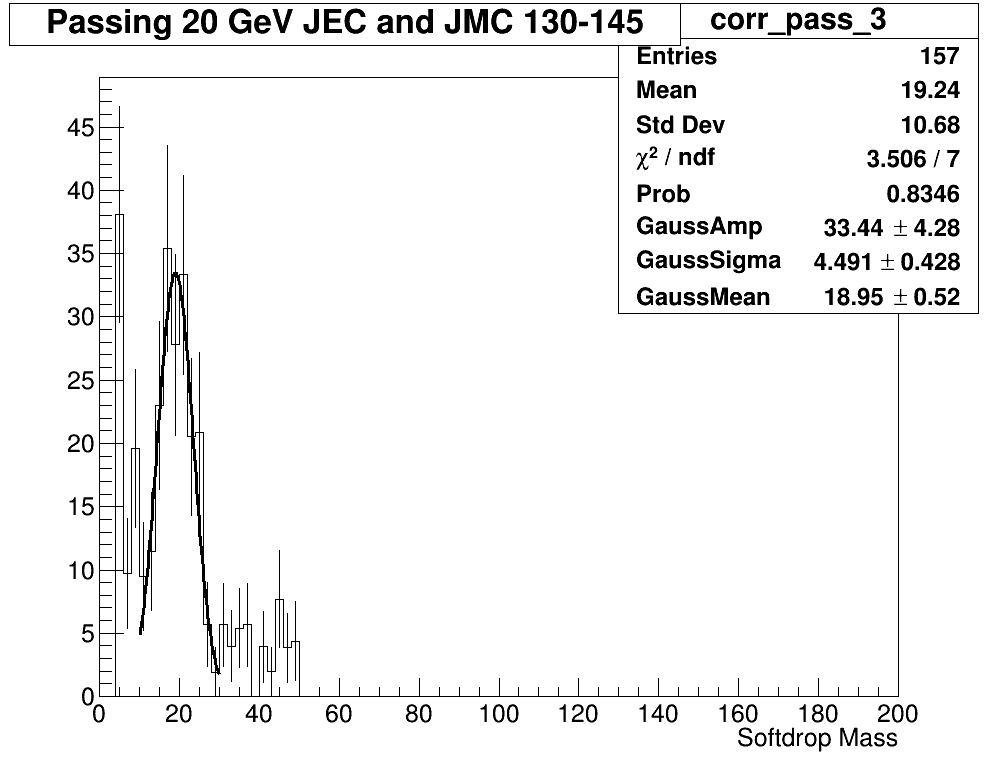 Passing 20 GeV JEC and JMC 130-145
corr_pass_3
Entries 157
Mean 19.24
Std Dev 10.68
χ² / ndf 3.506 / 7
Prob 0.8346
GaussAmp 33.44 ± 4.28
GaussSigma 4.491 ± 0.428
GaussMean 18.95 ± 0.52
45
40
35
30
25
20
15
10
5
0
0 20 40 60 80 100 120 140 160 180 200
Softdrop Mass